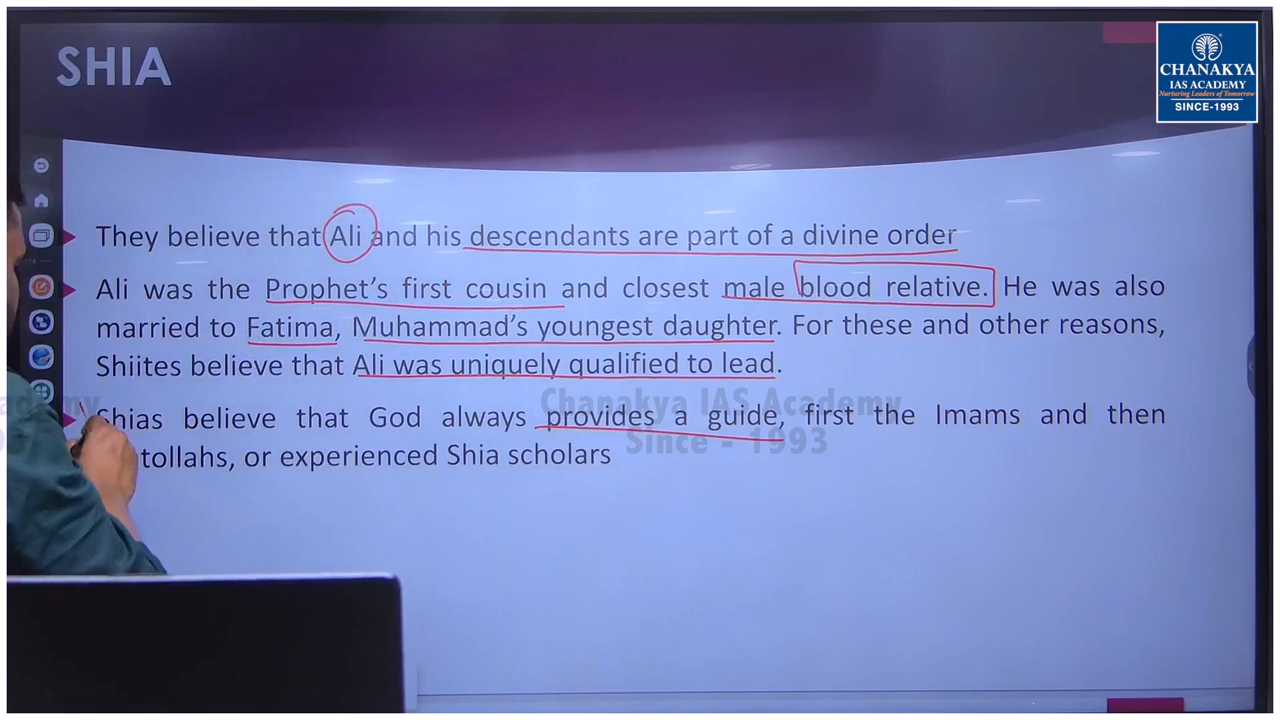 SHIA
CHANAKYA
IAS ACADEMY
Nurturing Leaders of Tomorrow
SINCE-1993
They believe that Ali and his descendants are part of a divine order
Ali was the Prophet's first cousin and closest male blood relative. He was also
married to Fatima, Muhammad's youngest daughter. For these and other reasons,
Shiites believe that Ali was uniquely qualified to lead.
Shias believe that God always provides a guide, first the Imams and then
tollahs, or experienced Shia scholars
Chanakya IAS Academy
Since - 1993